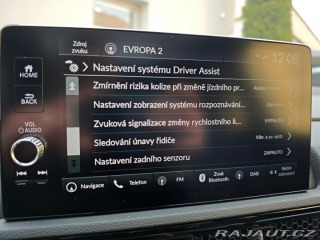 Zdroj zvuku
EVROPA 2
12:08
HOME
Nastavení systému Driver Assist
Zmírnění rizika kolize při změně jízdního pr...
BACK
Nastavení zobrazení systému rozpoznávání...
VOL
AUDIO
Zvuková signalizace změny rychlostního li...
Sledování únavy řidiče
Nastavení zadního senzoru
ZAPNUTO
Navigace
Telefon
FM
Zvuk Bluetooth
DAB
RAJAUT.CZ